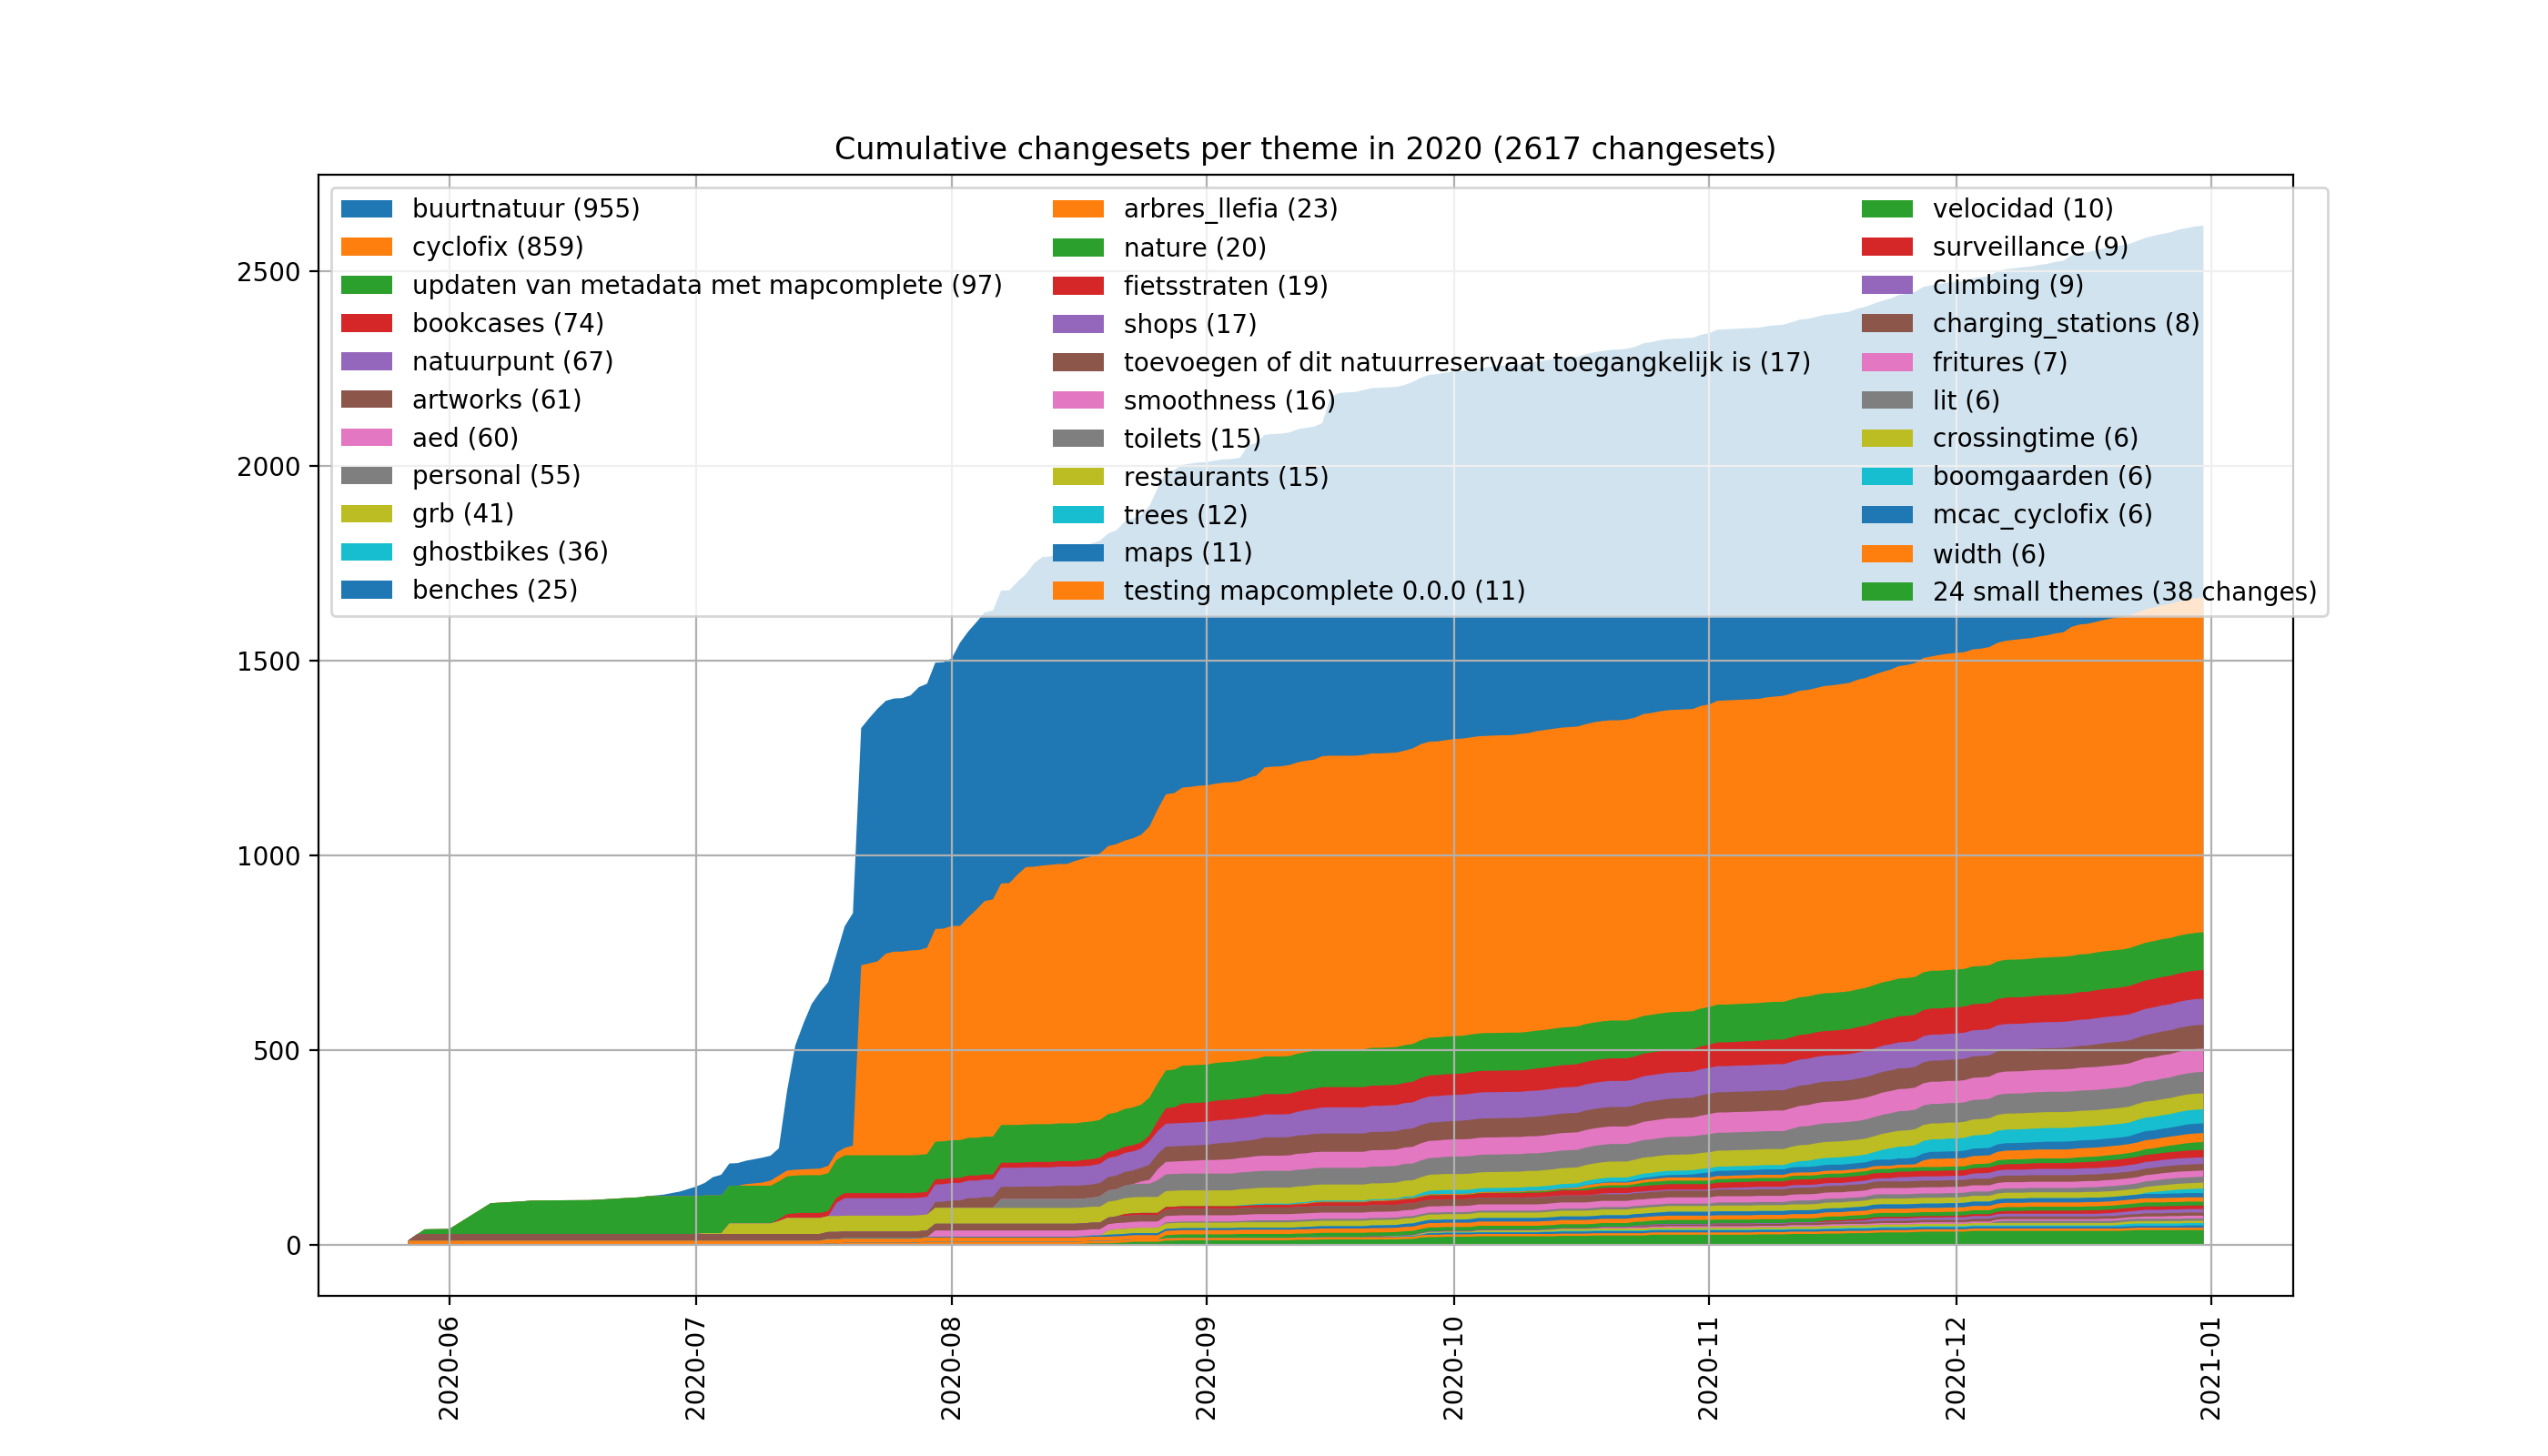 Cumulative changesets per theme in 2020 (2617 changesets)
buurtnatuur (955)
cyclofix (859)
updaten van metadata met mapcomplete (97)
bookcases (74)
natuurpunt (67)
artworks (61)
aed (60)
personal (55)
grb (41)
ghostbikes (36)
benches (25)
arbres_llefia (23)
nature (20)
fietsstraten (19)
shops (17)
toevoegen of dit natuurreservaat toegangkelijk is (17)
smoothness (16)
toilets (15)
restaurants (15)
trees (12)
maps (11)
testing mapcomplete 0.0.0 (11)
velocidad (10)
surveillance (9)
climbing (9)
charging_stations (8)
fritures (7)
lit (6)
crossingtime (6)
boomgaarden (6)
mcac_cyclofix (6)
width (6)
24 small themes (38 changes)
2500
2000
1500
1000
500
0
2020-06
2020-07
2020-08
2020-09
2020-10
2020-11
2020-12
2021-01